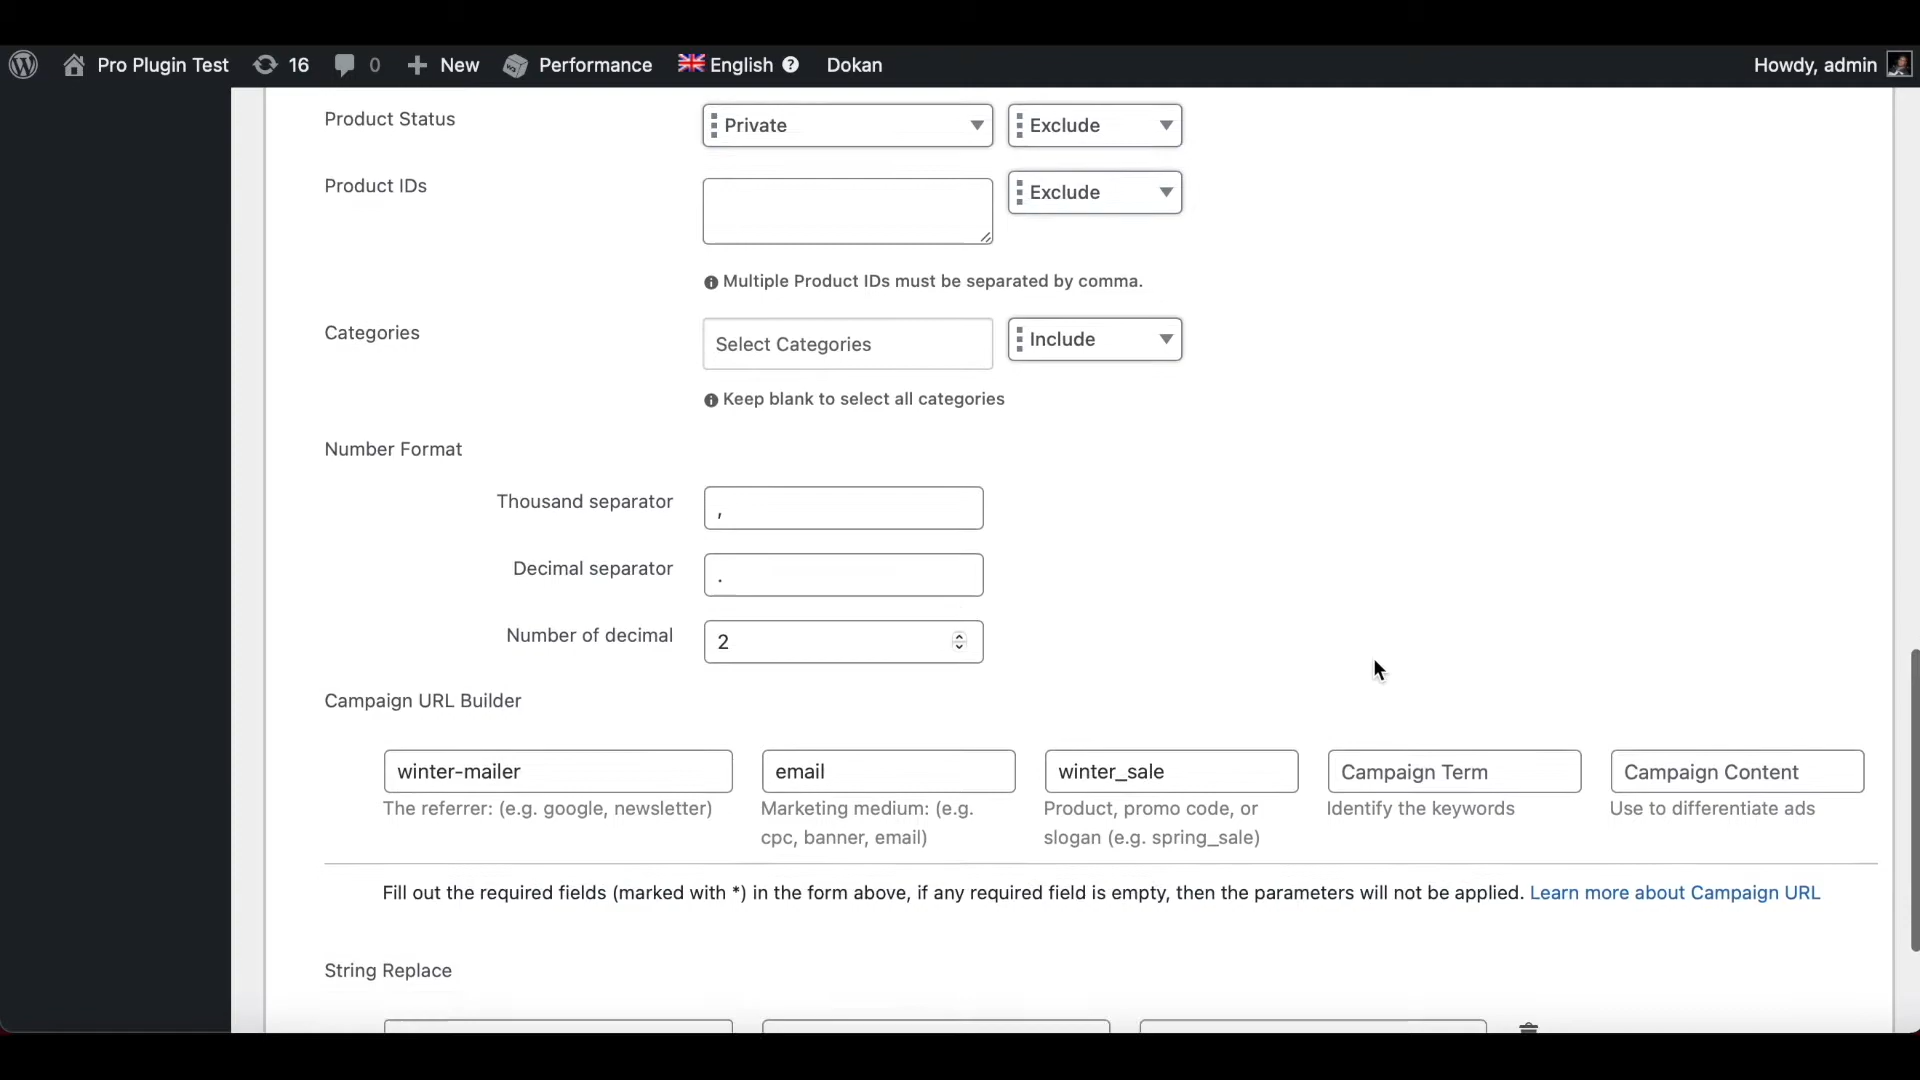 Pro Plugin Test 16 0 New Performance English Dokan Howdy, admin
Product Status Private Exclude
Product IDs Exclude
Multiple Product IDs must be separated by comma.
Categories Select Categories Include
Keep blank to select all categories
Number Format
Thousand separator ,
Decimal separator .
Number of decimal 2
Campaign URL Builder
winter-mailer email winter_sale Campaign Term Campaign Content
The referrer: (e.g. google, newsletter) Marketing medium: (e.g. Product, promo code, or Identify the keywords Use to differentiate ads
cpc, banner, email) slogan (e.g. spring_sale)
Fill out the required fields (marked with *) in the form above, if any required field is empty, then the parameters will not be applied. Learn more about Campaign URL
String Replace